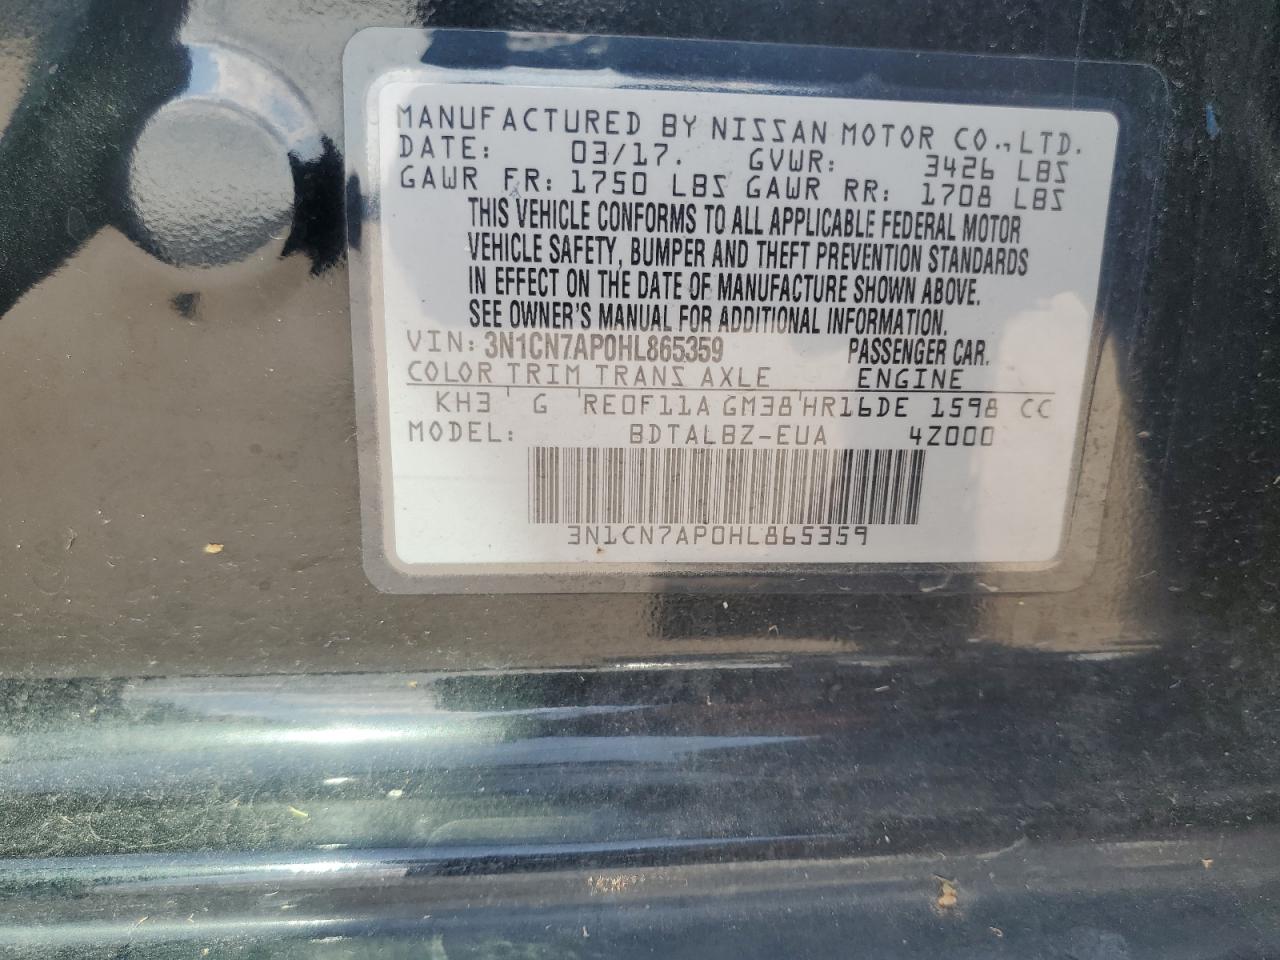 MANUFACTURED BY NISSAN MOTOR CO., LTD.
DATE: 03/17. GVWR: 3426 LBS
GAWR FR: 1750 LBS GAWR RR: 1708 LBS
THIS VEHICLE CONFORMS TO ALL APPLICABLE FEDERAL MOTOR
VEHICLE SAFETY, BUMPER AND THEFT PREVENTION STANDARDS
IN EFFECT ON THE DATE OF MANUFACTURE SHOWN ABOVE.
SEE OWNER'S MANUAL FOR ADDITIONAL INFORMATION.
VIN: 3N1CN7AP0HL865359 PASSENGER CAR.
COLOR TRIM TRANS AXLE ENGINE
KH3 ' G ' RE0F11A GM38 ' HR16DE 1598 CC
MODEL: BDTALBZ-EUA 4Z000
3N1CN7AP0HL865359